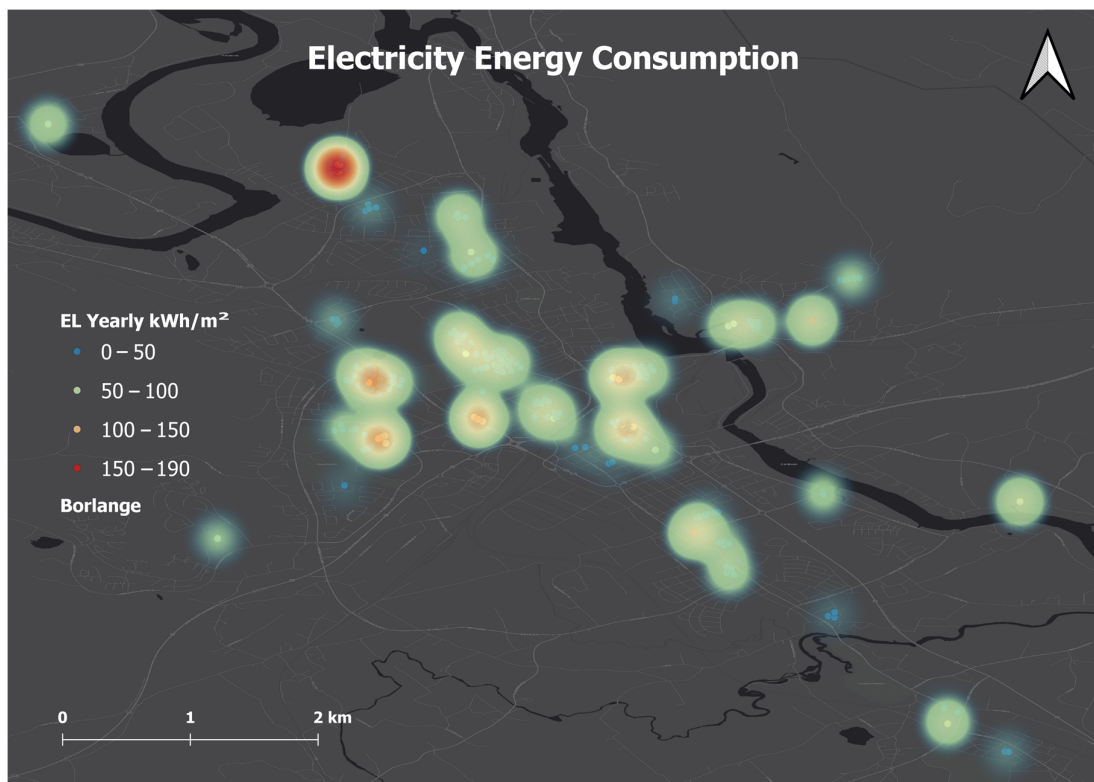 Electricity Energy Consumption
EL Yearly kWh/m²
0 – 50
50 – 100
100 – 150
150 – 190
Borlange
0 1 2 km